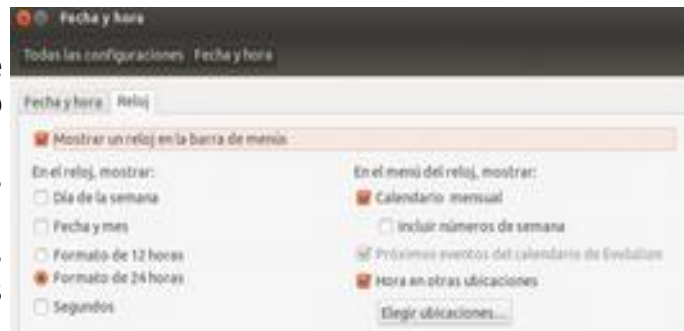 Fecha y hora
Todas las configuraciones Fecha y hora
Fecha y hora Reloj
Mostrar un reloj en la barra de menús
En el reloj, mostrar:
Día de la semana
Fecha y mes
Formato de 12 horas
Formato de 24 horas
Segundos
En el menú del reloj, mostrar:
Calendario mensual
Incluir números de semana
Próximos eventos del calendario de Evolution
Hora en otras ubicaciones
Elegir ubicaciones...